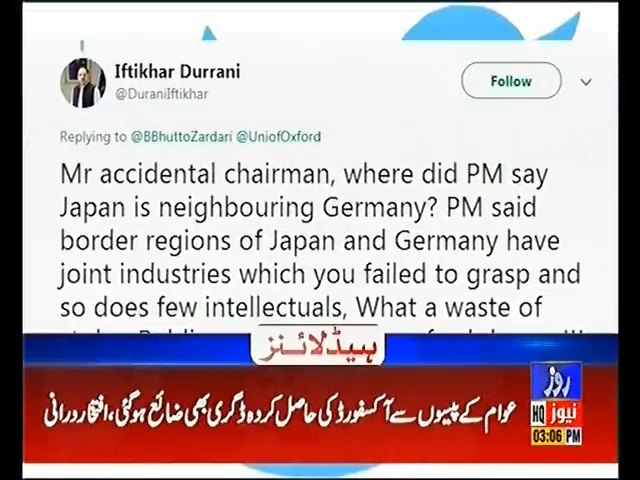 Iftikhar Durrani
@DuraniIftikhar
Follow
Replying to @BBhuttoZardari @UniofOxford
Mr accidental chairman, where did PM say
Japan is neighbouring Germany? PM said
border regions of Japan and Germany have
joint industries which you failed to grasp and
so does few intellectuals, What a waste of
ہیڈلائنز
عوام کے پیسوں سے آکسفورڈ کی حاصل کردہ ڈگری بھی ضائع ہوگئی، افتخار درانی
روز
HQ نیوز
03:06 PM